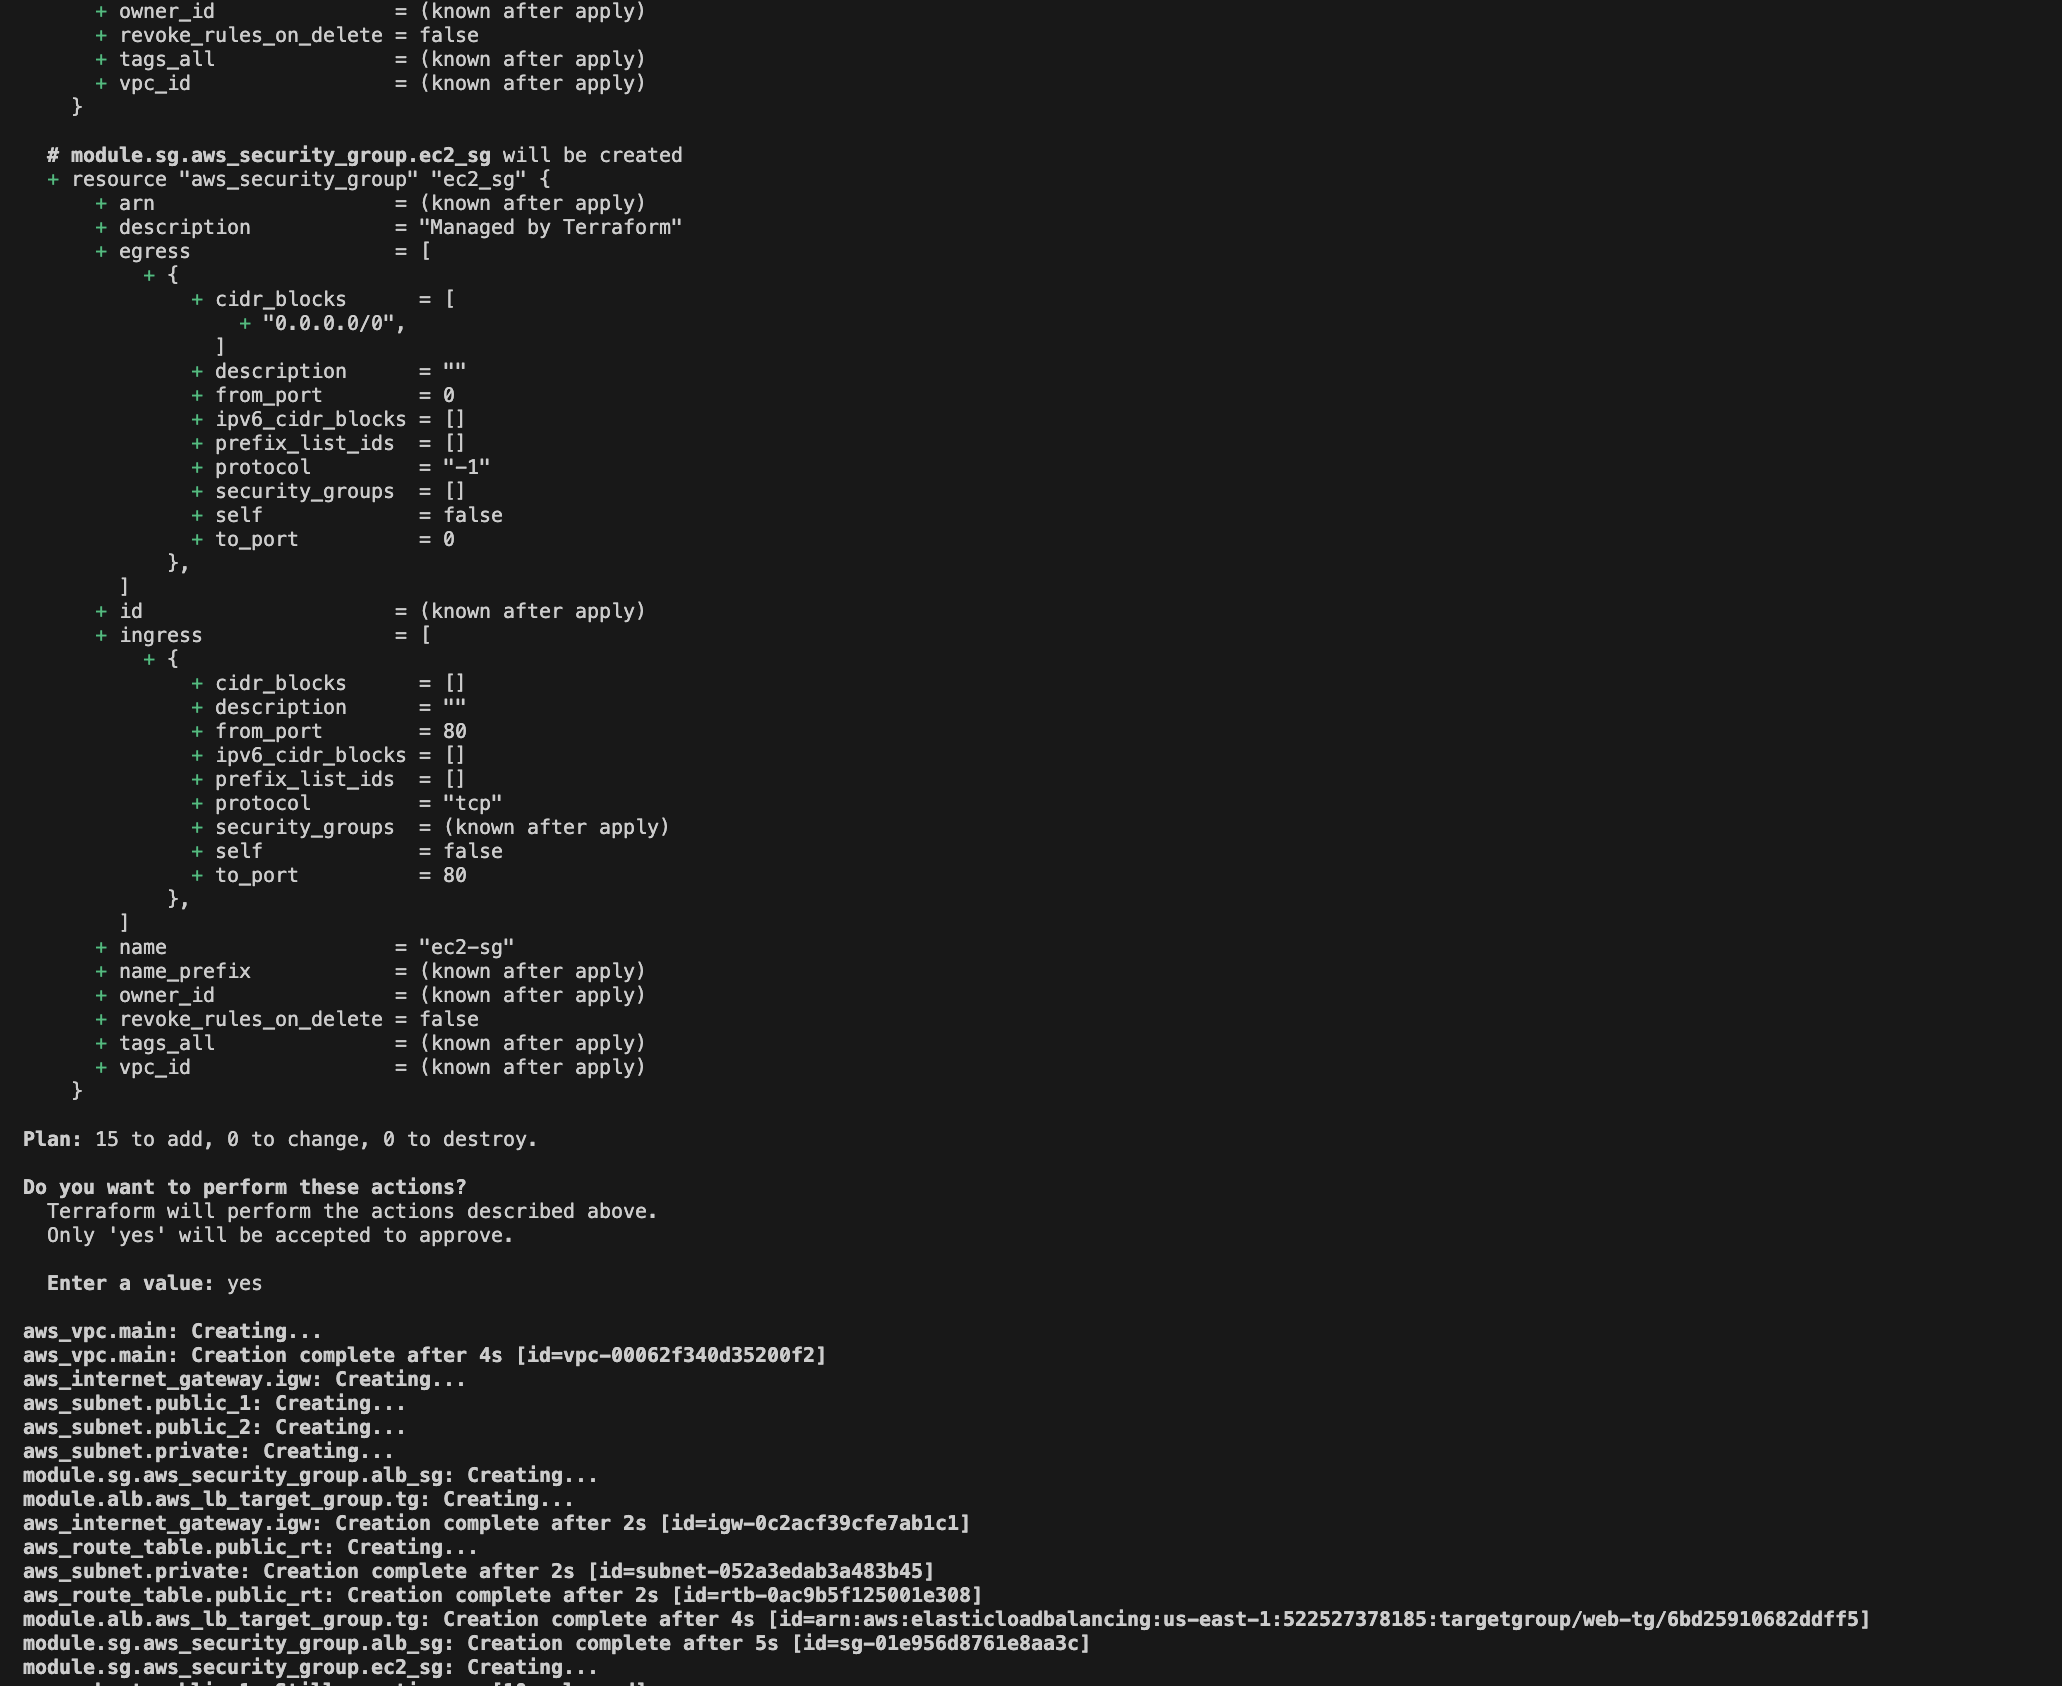 + owner_id               = (known after apply)
+ revoke_rules_on_delete = false
+ tags_all               = (known after apply)
+ vpc_id                 = (known after apply)
}
# module.sg.aws_security_group.ec2_sg will be created
+ resource "aws_security_group" "ec2_sg" {
+ arn                    = (known after apply)
+ description            = "Managed by Terraform"
+ egress                 = [
+ {
+ cidr_blocks      = [
+ "0.0.0.0/0",
]
+ description      = ""
+ from_port        = 0
+ ipv6_cidr_blocks = []
+ prefix_list_ids  = []
+ protocol         = "-1"
+ security_groups  = []
+ self             = false
+ to_port          = 0
},
]
+ id                     = (known after apply)
+ ingress                = [
+ {
+ cidr_blocks      = []
+ description      = ""
+ from_port        = 80
+ ipv6_cidr_blocks = []
+ prefix_list_ids  = []
+ protocol         = "tcp"
+ security_groups  = (known after apply)
+ self             = false
+ to_port          = 80
},
]
+ name                   = "ec2-sg"
+ name_prefix            = (known after apply)
+ owner_id               = (known after apply)
+ revoke_rules_on_delete = false
+ tags_all               = (known after apply)
+ vpc_id                 = (known after apply)
}
Plan: 15 to add, 0 to change, 0 to destroy.
Do you want to perform these actions?
Terraform will perform the actions described above.
Only 'yes' will be accepted to approve.
Enter a value: yes
aws_vpc.main: Creating...
aws_vpc.main: Creation complete after 4s [id=vpc-00062f340d35200f2]
aws_internet_gateway.igw: Creating...
aws_subnet.public_1: Creating...
aws_subnet.public_2: Creating...
aws_subnet.private: Creating...
module.sg.aws_security_group.alb_sg: Creating...
module.alb.aws_lb_target_group.tg: Creating...
aws_internet_gateway.igw: Creation complete after 2s [id=igw-0c2acf39cfe7ab1c1]
aws_route_table.public_rt: Creating...
aws_subnet.private: Creation complete after 2s [id=subnet-052a3edab3a483b45]
aws_route_table.public_rt: Creation complete after 2s [id=rtb-0ac9b5f125001e308]
module.alb.aws_lb_target_group.tg: Creation complete after 4s [id=arn:aws:elasticloadbalancing:us-east-1:522527378185:targetgroup/web-tg/6bd25910682ddff5]
module.sg.aws_security_group.alb_sg: Creation complete after 5s [id=sg-01e956d8761e8aa3c]
module.sg.aws_security_group.ec2_sg: Creating...